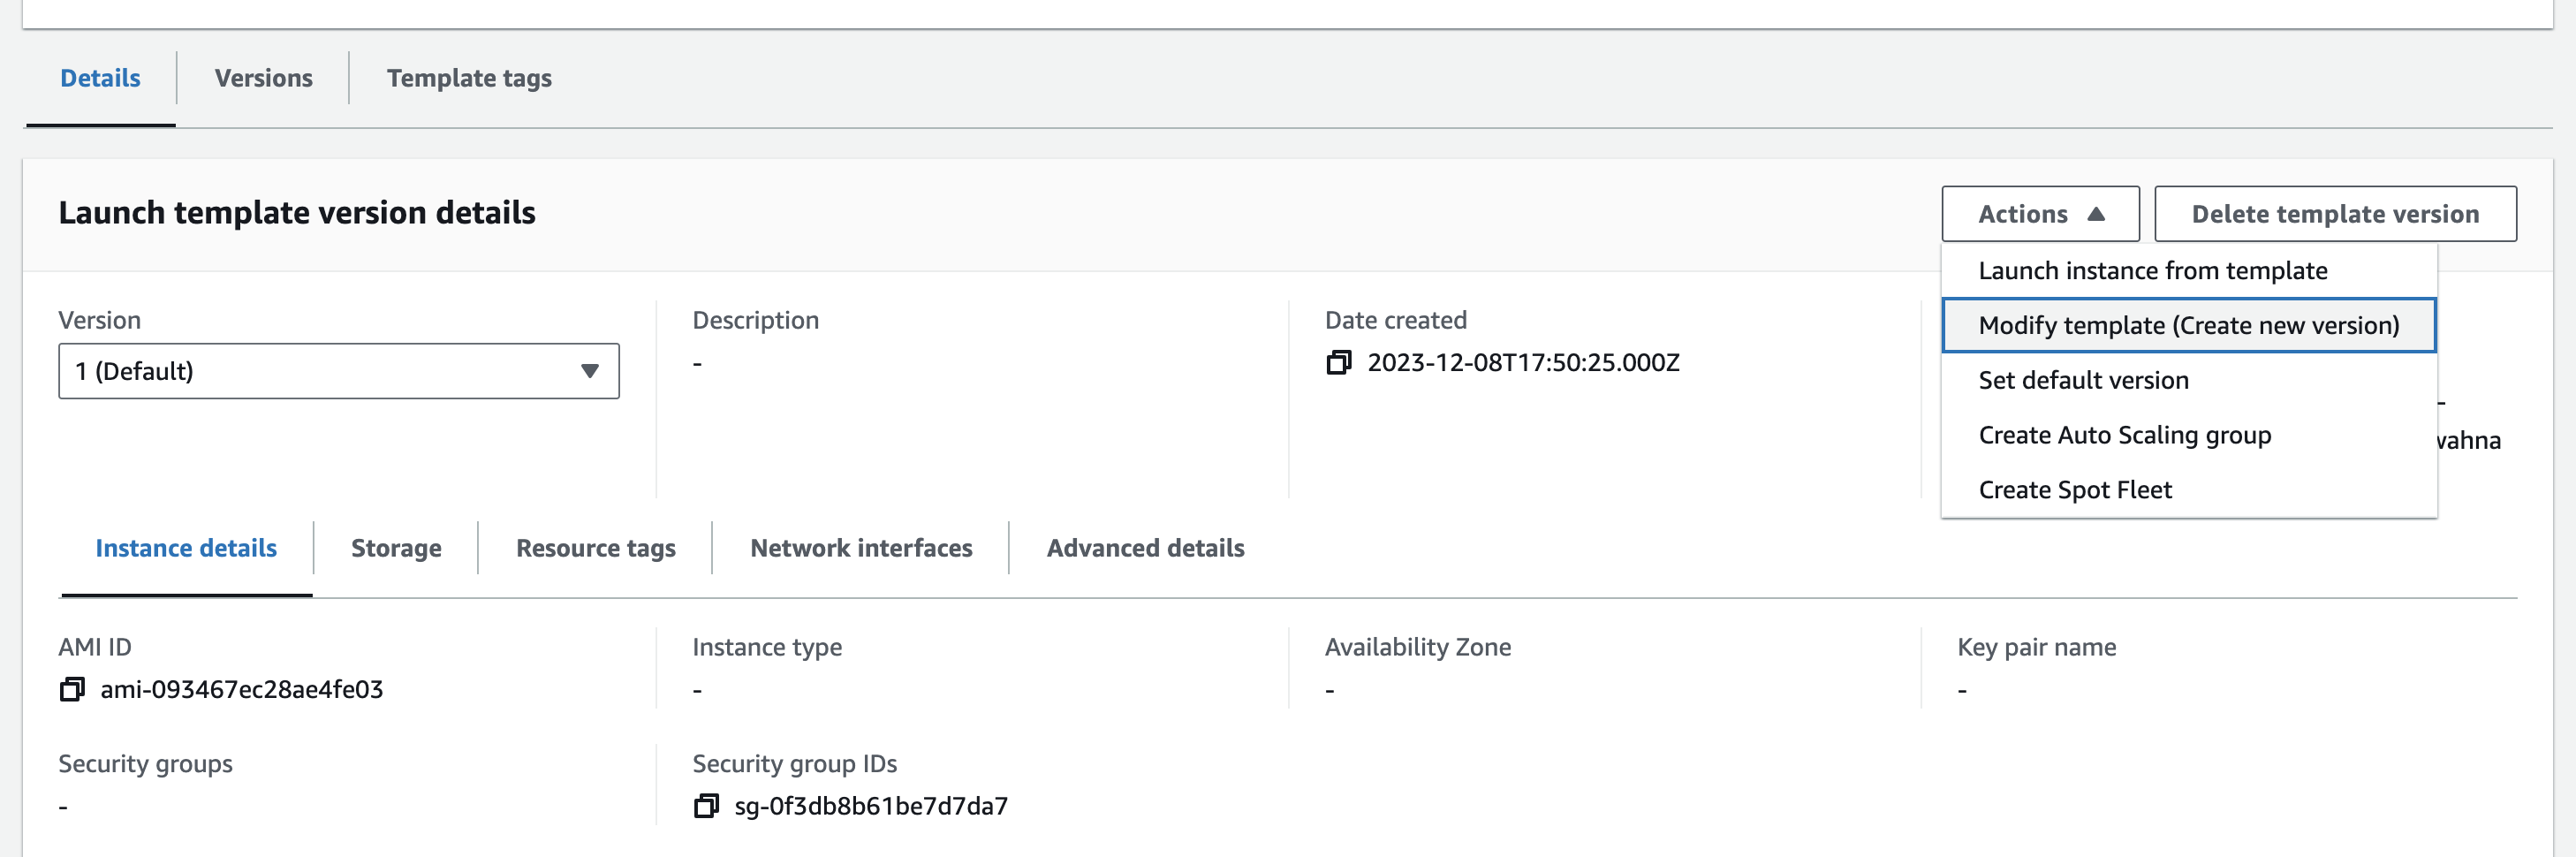 Details
Versions
Template tags
Launch template version details
Actions
Delete template version
Launch instance from template
Modify template (Create new version)
Set default version
Create Auto Scaling group
Create Spot Fleet
Version
1 (Default)
Description
-
Date created
2023-12-08T17:50:25.000Z
-
Instance details
Storage
Resource tags
Network interfaces
Advanced details
AMI ID
ami-093467ec28ae4fe03
Instance type
-
Availability Zone
-
Key pair name
-
Security groups
-
Security group IDs
sg-0f3db8b61be7d7da7